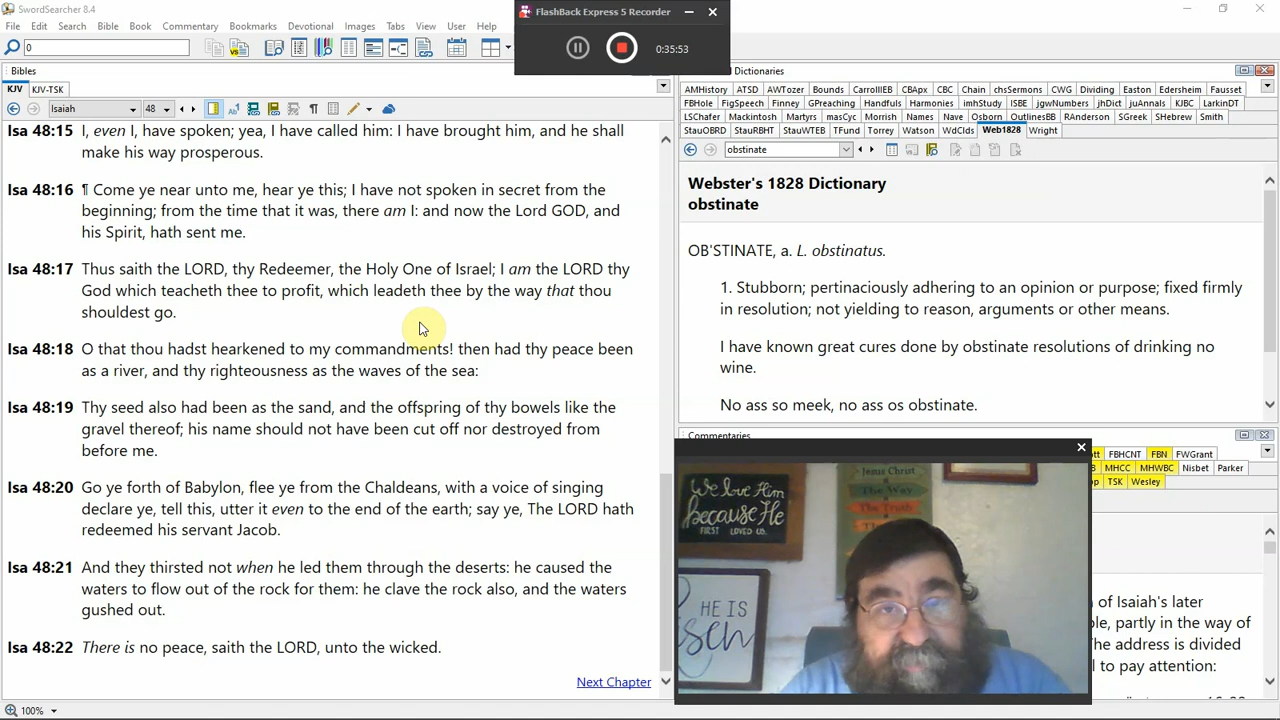 SwordSearcher 8.4
File Edit Search Bible Book Commentary Bookmarks Devotional Images Tabs User Help
FlashBack Express 5 Recorder
0:35:53
0
Bibles
KJV KJV-TSK
Isaiah 48
Isa 48:15 I, even I, have spoken; yea, I have called him: I have brought him, and he shall
make his way prosperous.
Isa 48:16 ¶ Come ye near unto me, hear ye this; I have not spoken in secret from the
beginning; from the time that it was, there am I: and now the Lord GOD, and
his Spirit, hath sent me.
Isa 48:17 Thus saith the LORD, thy Redeemer, the Holy One of Israel; I am the LORD thy
God which teacheth thee to profit, which leadeth thee by the way that thou
shouldest go.
Isa 48:18 O that thou hadst hearkened to my commandments! then had thy peace been
as a river, and thy righteousness as the waves of the sea:
Isa 48:19 Thy seed also had been as the sand, and the offspring of thy bowels like the
gravel thereof; his name should not have been cut off nor destroyed from
before me.
Isa 48:20 Go ye forth of Babylon, flee ye from the Chaldeans, with a voice of singing
declare ye, tell this, utter it even to the end of the earth; say ye, The LORD hath
redeemed his servant Jacob.
Isa 48:21 And they thirsted not when he led them through the deserts: he caused the
waters to flow out of the rock for them: he clave the rock also, and the waters
gushed out.
Isa 48:22 There is no peace, saith the LORD, unto the wicked.
Next Chapter
100%
d Dictionaries
AMHistory ATSD AWTozer Bounds CarrollIEB CBApx CBC Chain chsSermons CWG Dividing Easton Edersheim Fausset
FBHole FigSpeech Finney GPreaching Handfuls Harmonies imhStudy ISBE jgwNumbers jhDict juAnnals KJBC LarkinDT
LSChafer Mackintosh Martyrs masCyc Morrish Names Nave Osborn OutlinesBB RAnderson SGreek SHebrew Smith
StauOBRD StauRBHT StauWTEB TFund Torrey Watson WdClds Web1828 Wright
obstinate
Webster's 1828 Dictionary
obstinate
OB'STINATE, a. L. obstinatus.
1. Stubborn; pertinaciously adhering to an opinion or purpose; fixed firmly
in resolution; not yielding to reason, arguments or other means.
I have known great cures done by obstinate resolutions of drinking no
wine.
No ass so meek, no ass os obstinate.
Commentaries
ott FBHCNT FBN FWGrant
MHCC MHWBC Nisbet Parker
TSK Wesley
n of Isaiah's later
ple, partly in the way of
The address is divided
l to pay attention:
We love Him
because He
FIRST LOVED US.
Jesus Christ
The Way
The Truth
HE IS